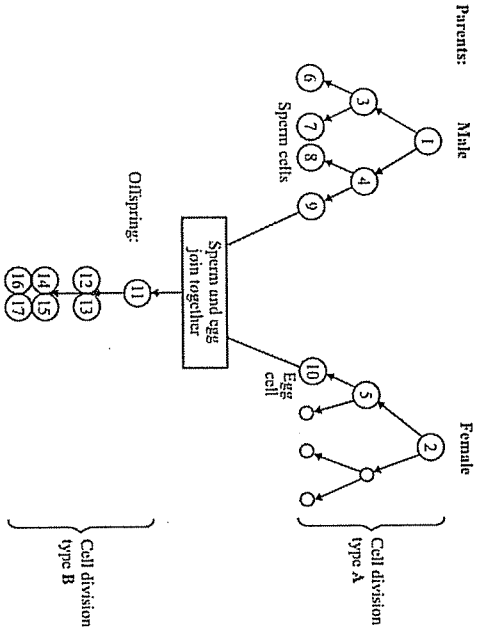 Parents:
Male
Female
1
2
3
4
5
6
7
8
9
10
Sperm cells
Egg
cell
Cell division
type A
Sperm and egg
join together
Offspring:
11
12
13
14
15
16
17
Cell division
type B